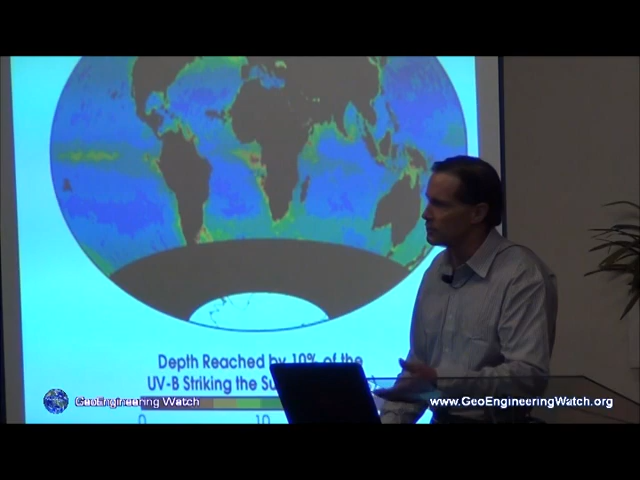 Depth Reached by 10% of the
UV-B Striking the Su
GeoEngineering Watch
www.GeoEngineeringWatch.org
0 10